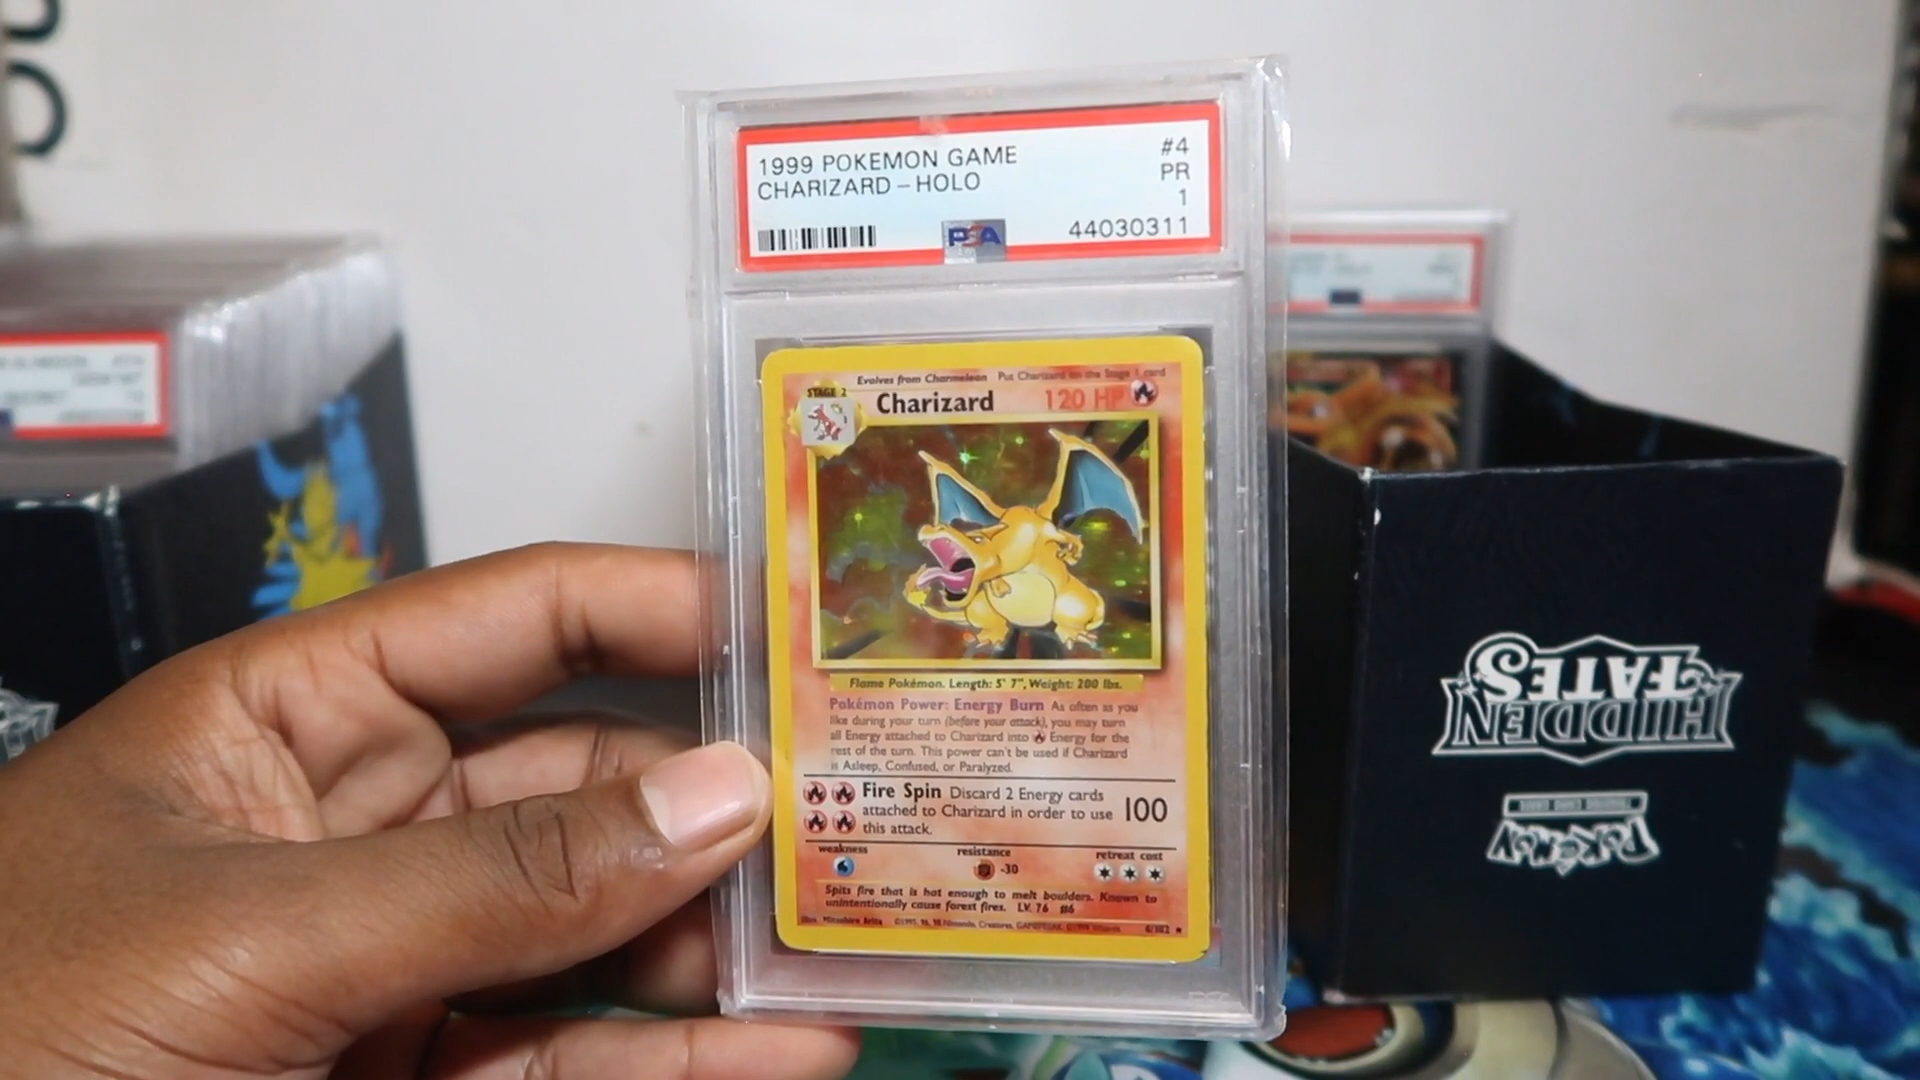 1999 POKEMON GAME
CHARIZARD – HOLO
#4
PR
1
44030311
PSA
Evolves from Charmeleon Put Charizard on the Stage 1 card
STAGE 2
Charizard 120 HP
Flame Pokémon. Length: 5' 7", Weight: 200 lbs.
Pokémon Power: Energy Burn As often as you
like during your turn (before your attack), you may turn
all Energy attached to Charizard into Energy for the
rest of the turn. This power can't be used if Charizard
is Asleep, Confused, or Paralyzed.
Fire Spin Discard 2 Energy cards
attached to Charizard in order to use
this attack.
100
weakness resistance retreat cost
-30
Spits fire that is hot enough to melt boulders. Known to
unintentionally cause forest fires. LV. 76 #6
Illus. Mitsuhiro Arita
4/102
HIDDEN
FATES
POKÉMON